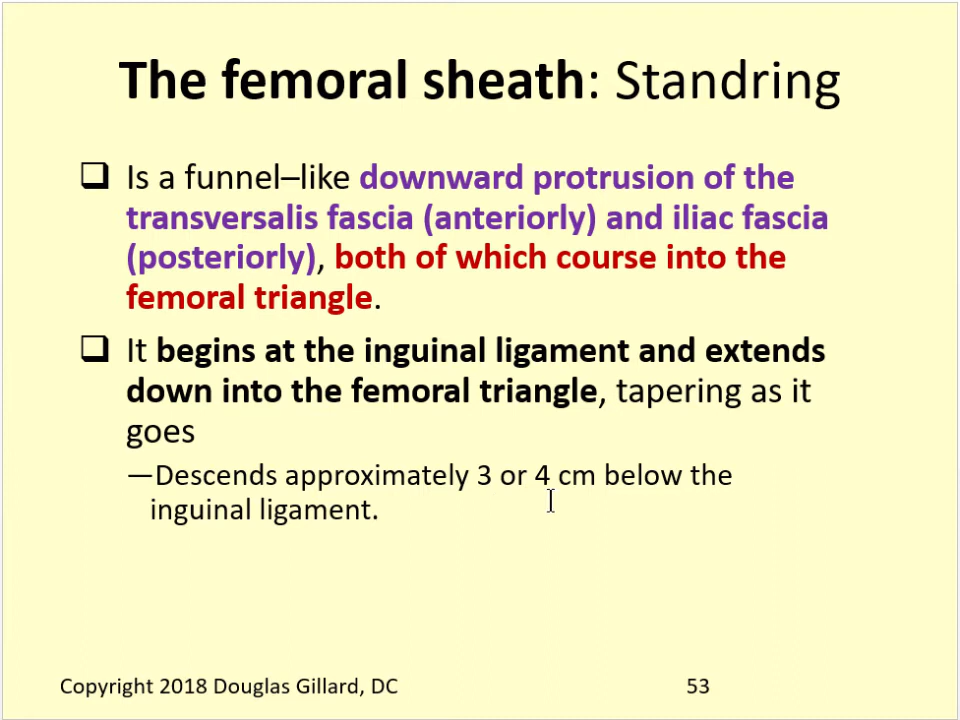 The femoral sheath: Standring
❑ Is a funnel–like downward protrusion of the
transversalis fascia (anteriorly) and iliac fascia
(posteriorly), both of which course into the
femoral triangle.
❑ It begins at the inguinal ligament and extends
down into the femoral triangle, tapering as it
goes
—Descends approximately 3 or 4 cm below the
inguinal ligament.
Copyright 2018 Douglas Gillard, DC 53